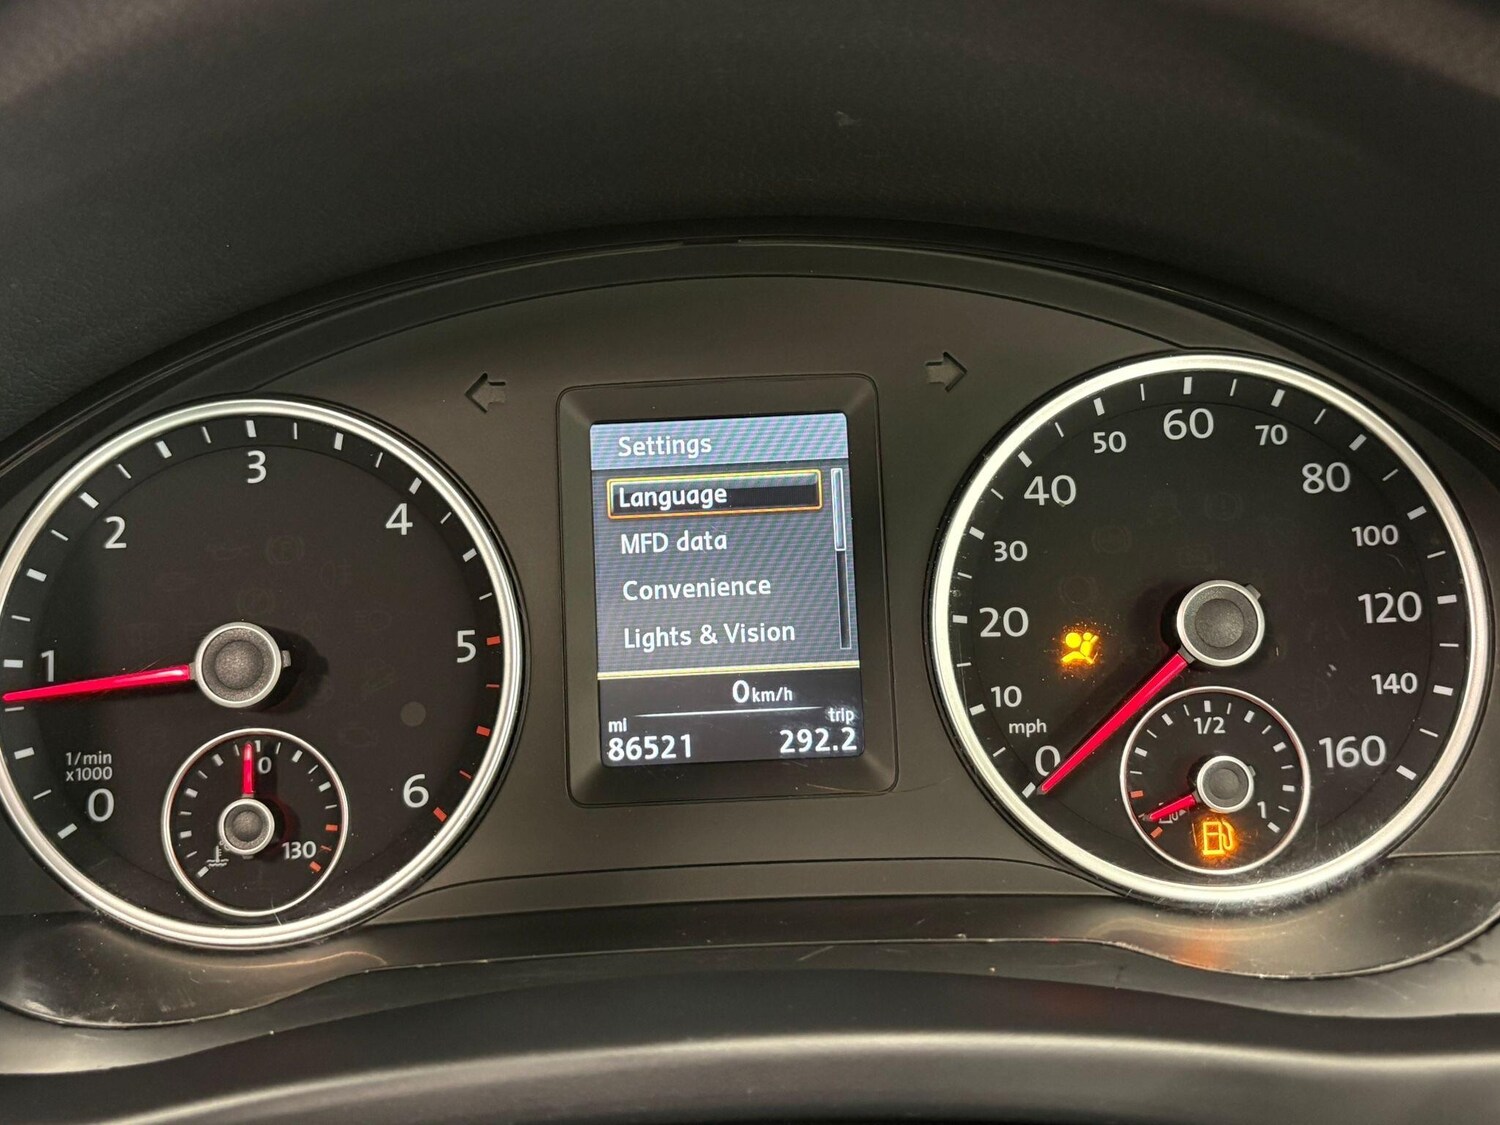 Settings
Language
MFD data
Convenience
Lights & Vision
0 km/h
mi
trip
86521
292.2
0
1
2
3
4
5
6
1/min
x1000
130
0
10
20
30
40
50
60
70
80
100
120
140
160
mph
1/2
1